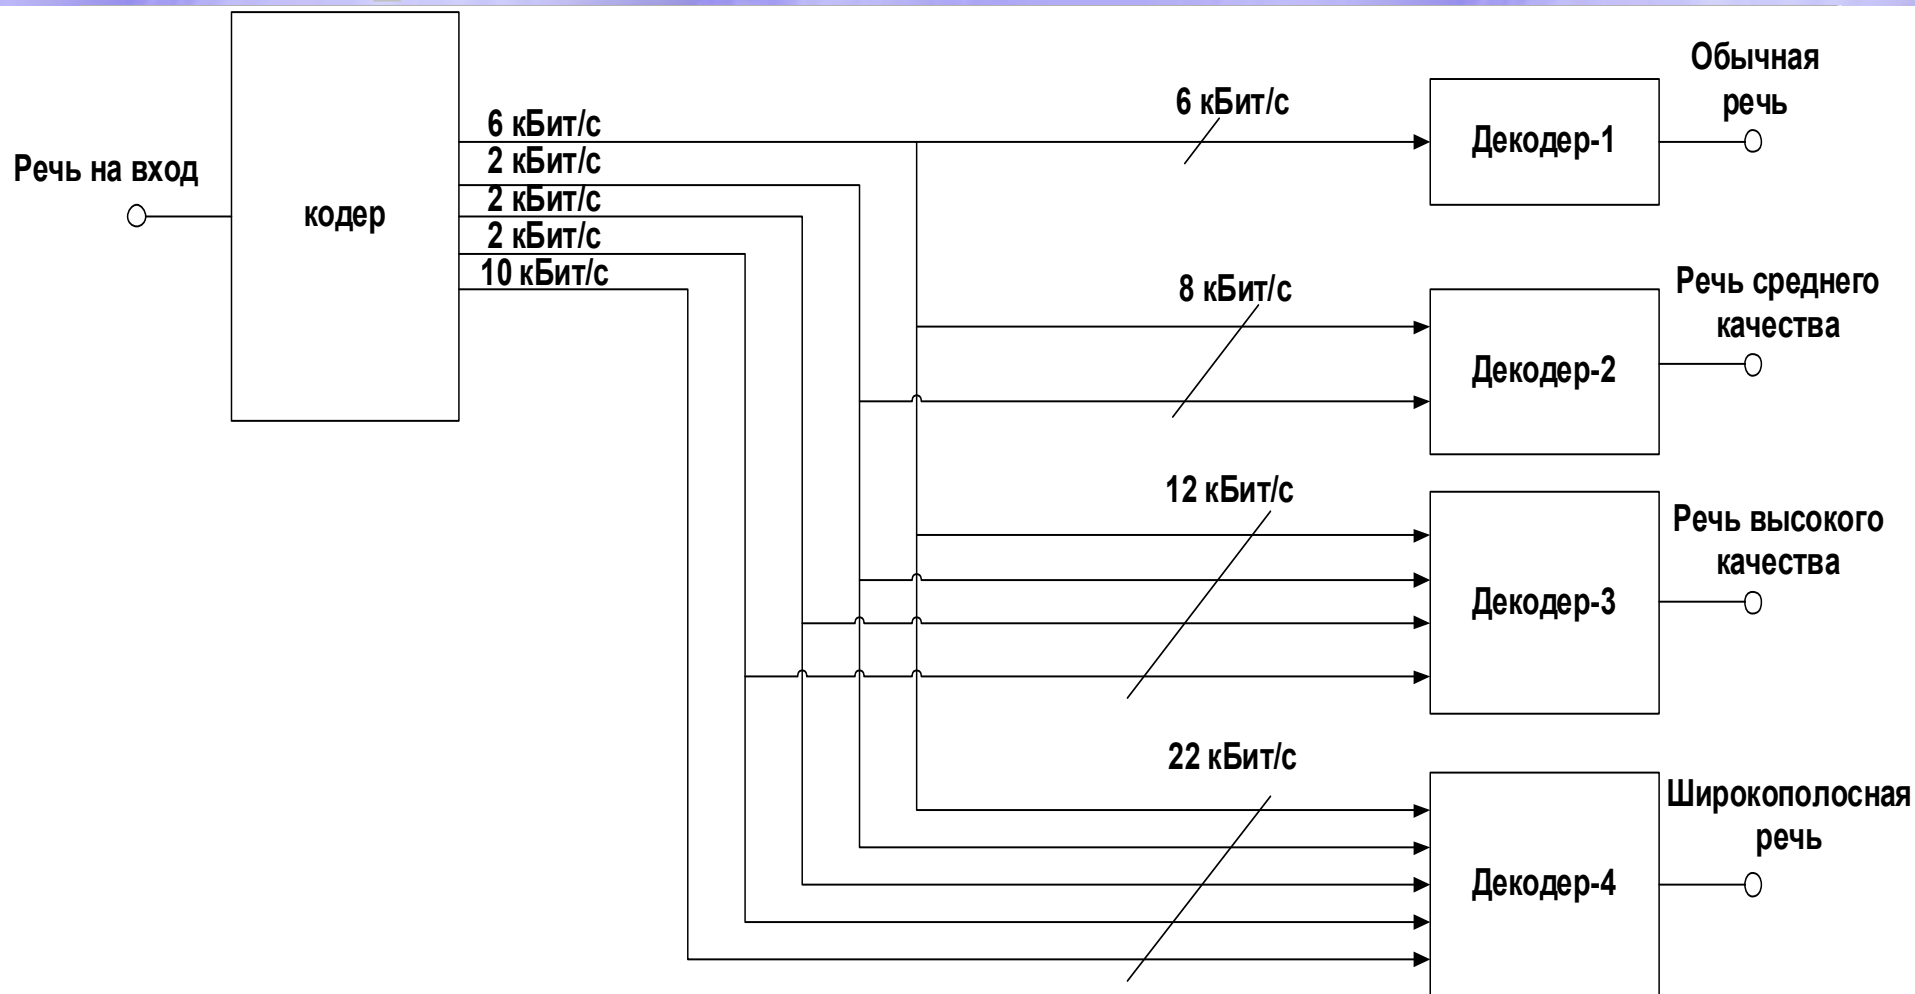 Речь на вход
кодер
6 кБит/с
2 кБит/с
2 кБит/с
2 кБит/с
10 кБит/с
6 кБит/с
Декодер-1
Обычная
речь
8 кБит/с
Декодер-2
Речь среднего
качества
12 кБит/с
Декодер-3
Речь высокого
качества
22 кБит/с
Декодер-4
Широкополосная
речь